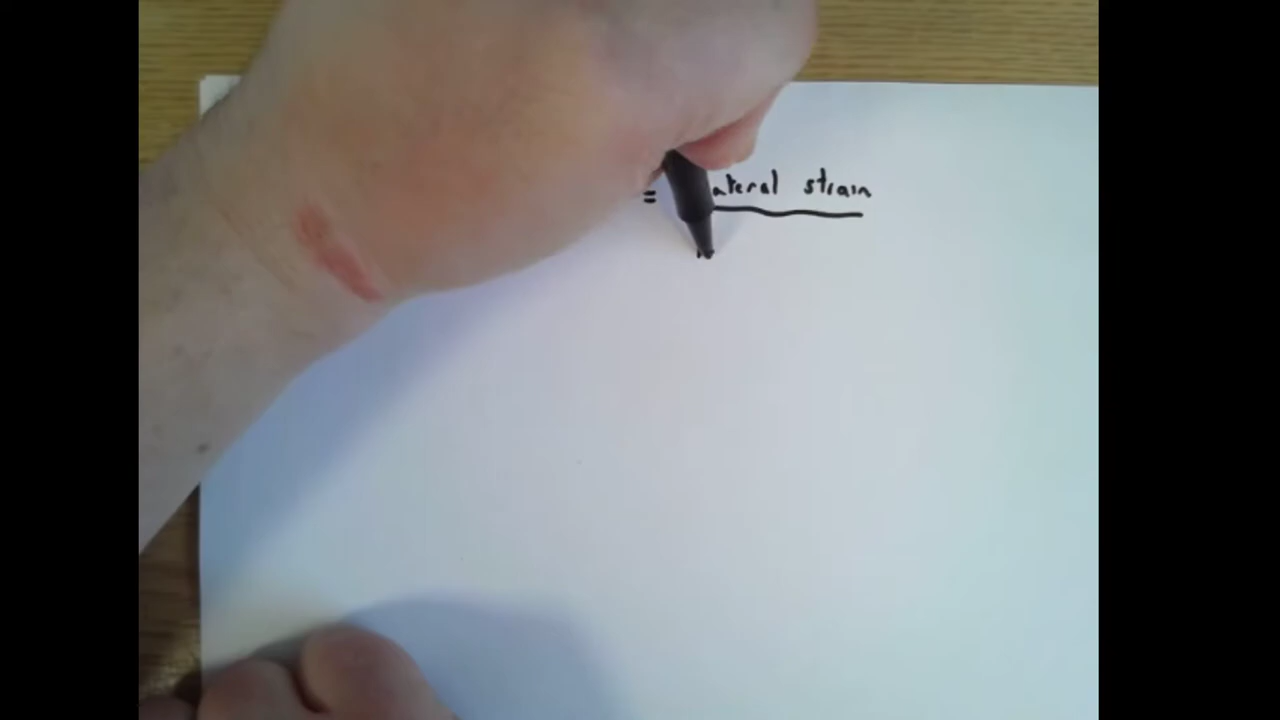 = ateral strain